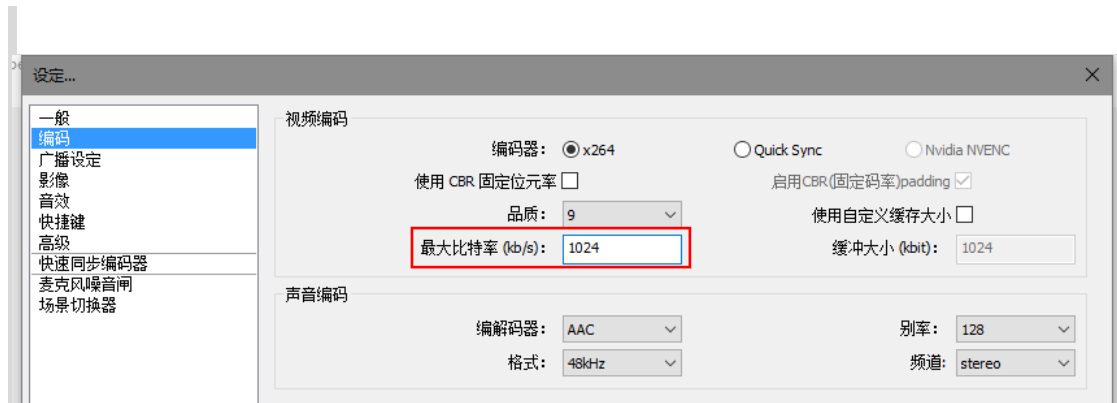 设定...
一般
编码
广播设定
影像
音效
快捷键
高级
快速同步编码器
麦克风噪音闸
场景切换器
视频编码
编码器: x264 Quick Sync Nvidia NVENC
使用 CBR 固定位元率 启用CBR(固定码率)padding
品质: 9 使用自定义缓存大小
最大比特率 (kb/s): 1024 缓冲大小 (kbit): 1024
声音编码
编解码器: AAC 别率: 128
格式: 48kHz 频道: stereo